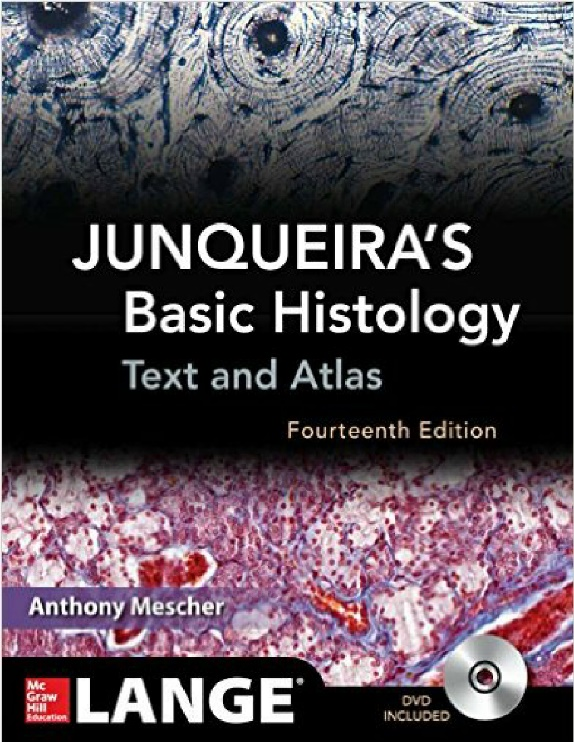 JUNQUEIRA'S
Basic Histology
Text and Atlas
Fourteenth Edition
Anthony Mescher
Mc
Graw
Hill
Education
LANGE®
DVD
INCLUDED